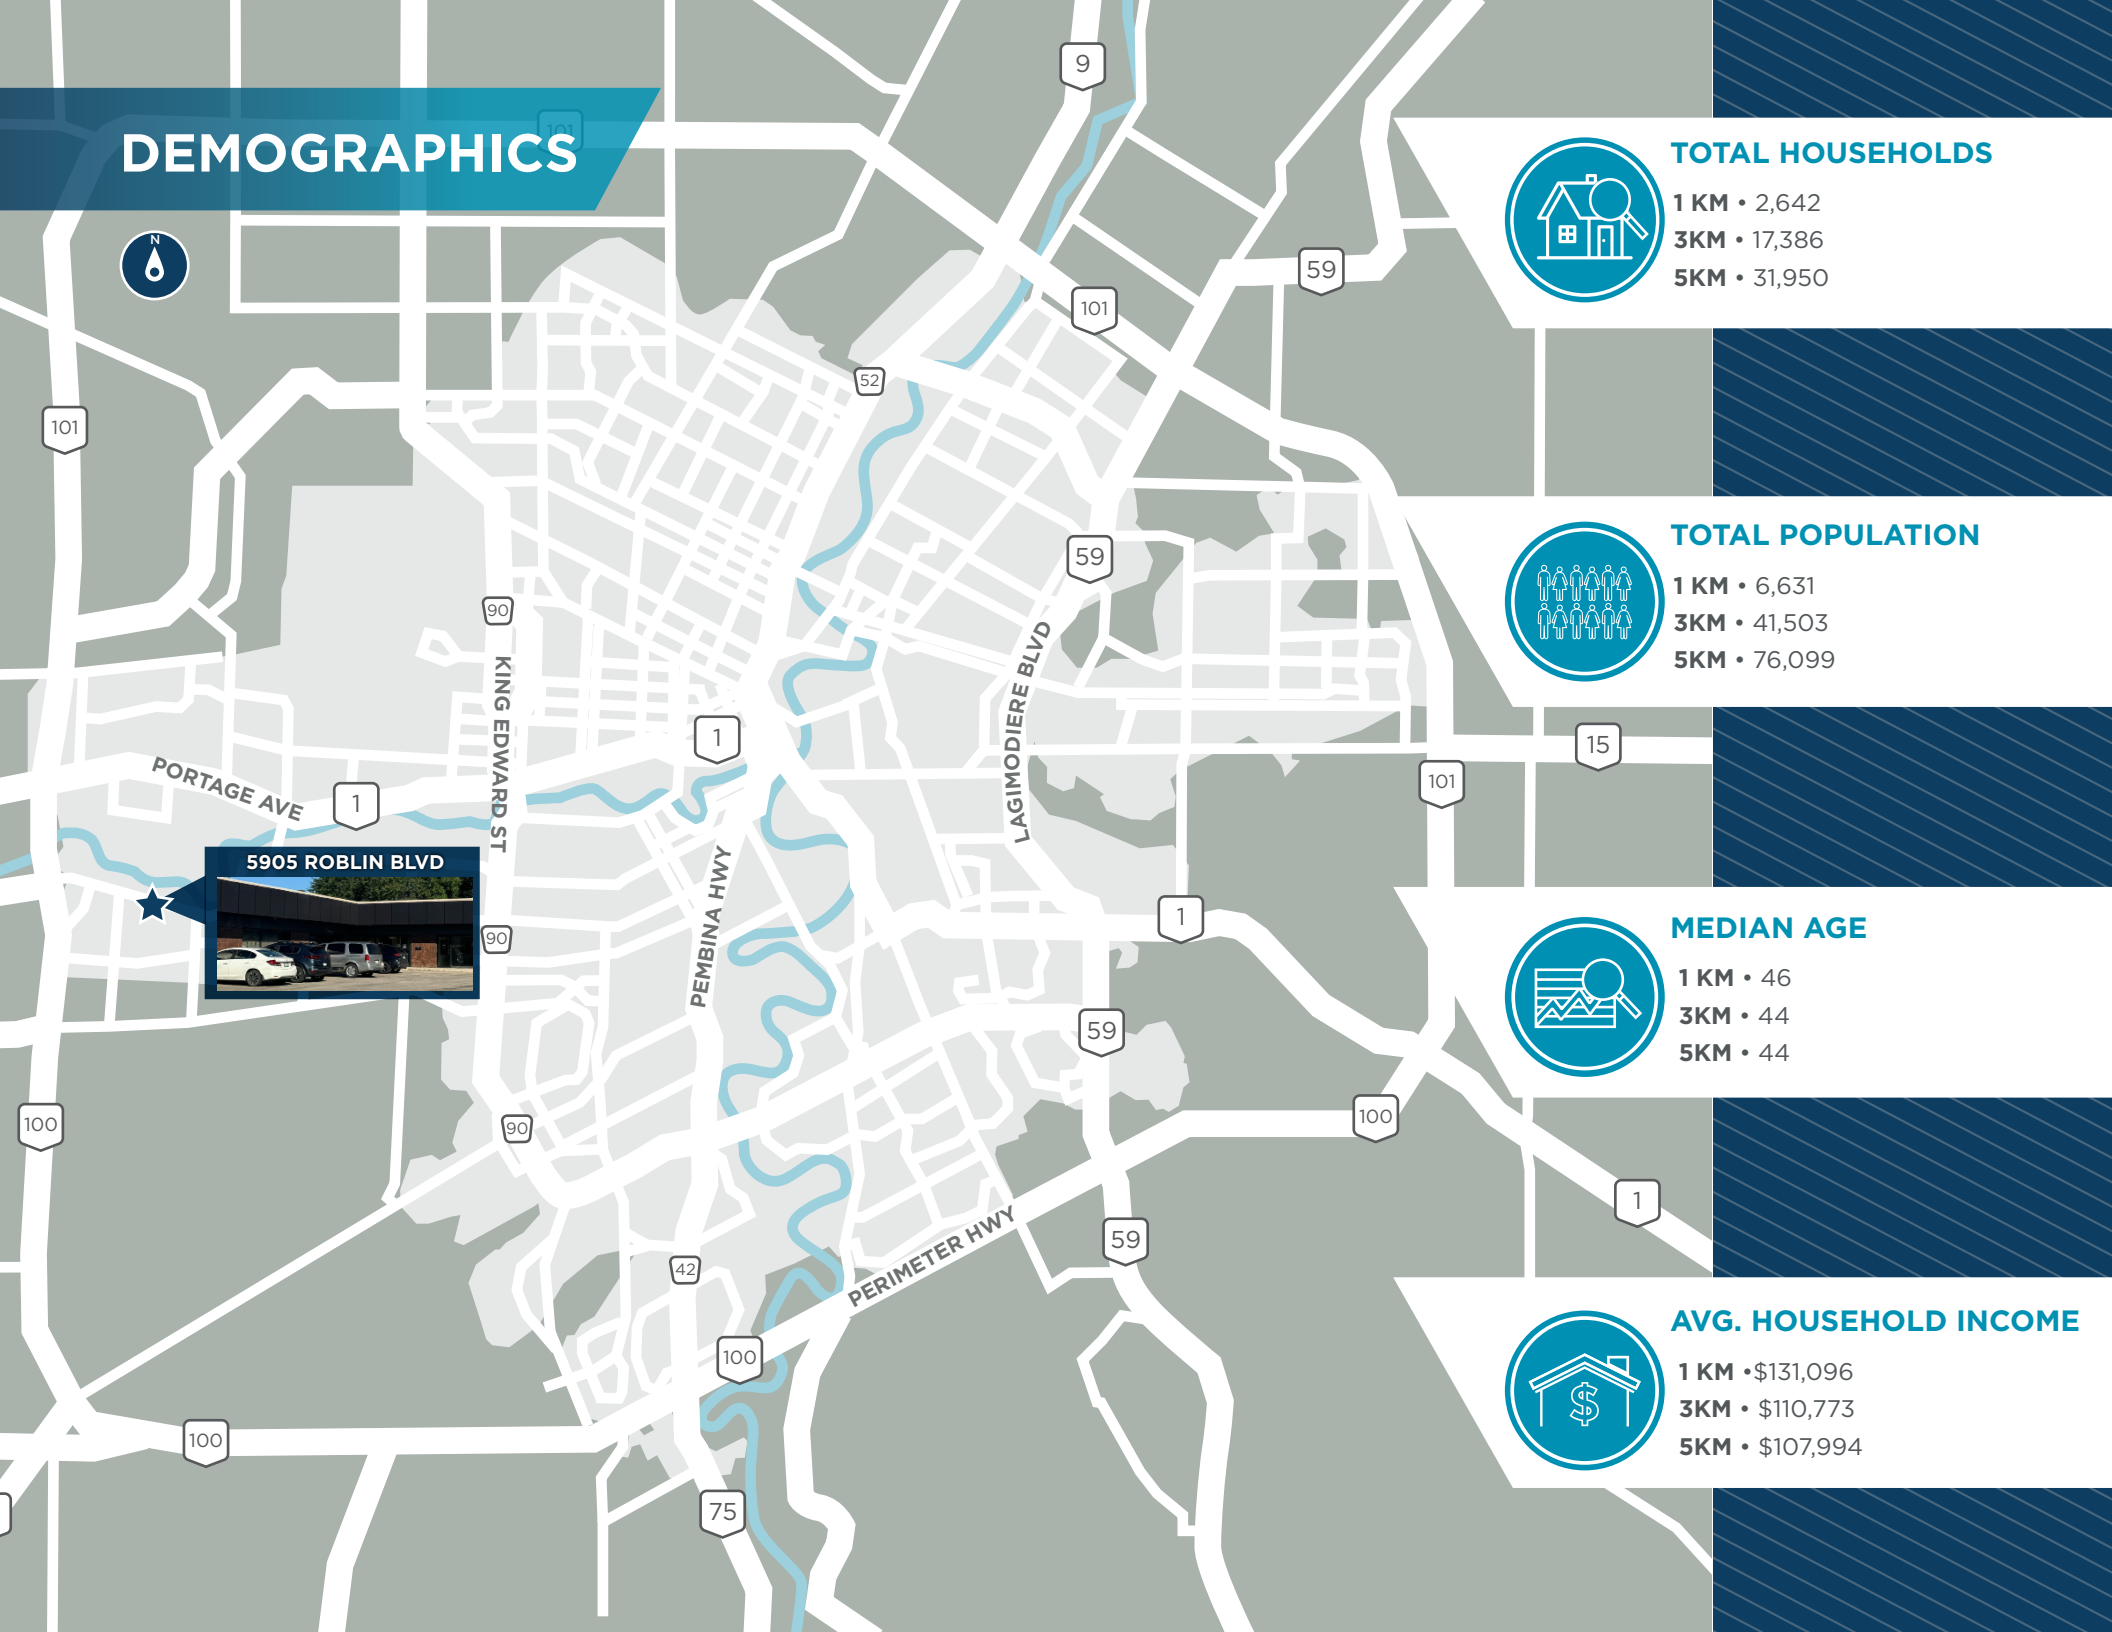 DEMOGRAPHICS
N
101
9
59
101
52
101
59
90
KING EDWARD ST
LAGIMODIERE BLVD
1
15
101
PORTAGE AVE
1
5905 ROBLIN BLVD
PEMBINA HWY
90
1
59
100
90
100
1
59
42
PERIMETER HWY
100
100
75
TOTAL HOUSEHOLDS
1 KM • 2,642
3KM • 17,386
5KM • 31,950
TOTAL POPULATION
1 KM • 6,631
3KM • 41,503
5KM • 76,099
MEDIAN AGE
1 KM • 46
3KM • 44
5KM • 44
AVG. HOUSEHOLD INCOME
$
1 KM •$131,096
3KM • $110,773
5KM • $107,994